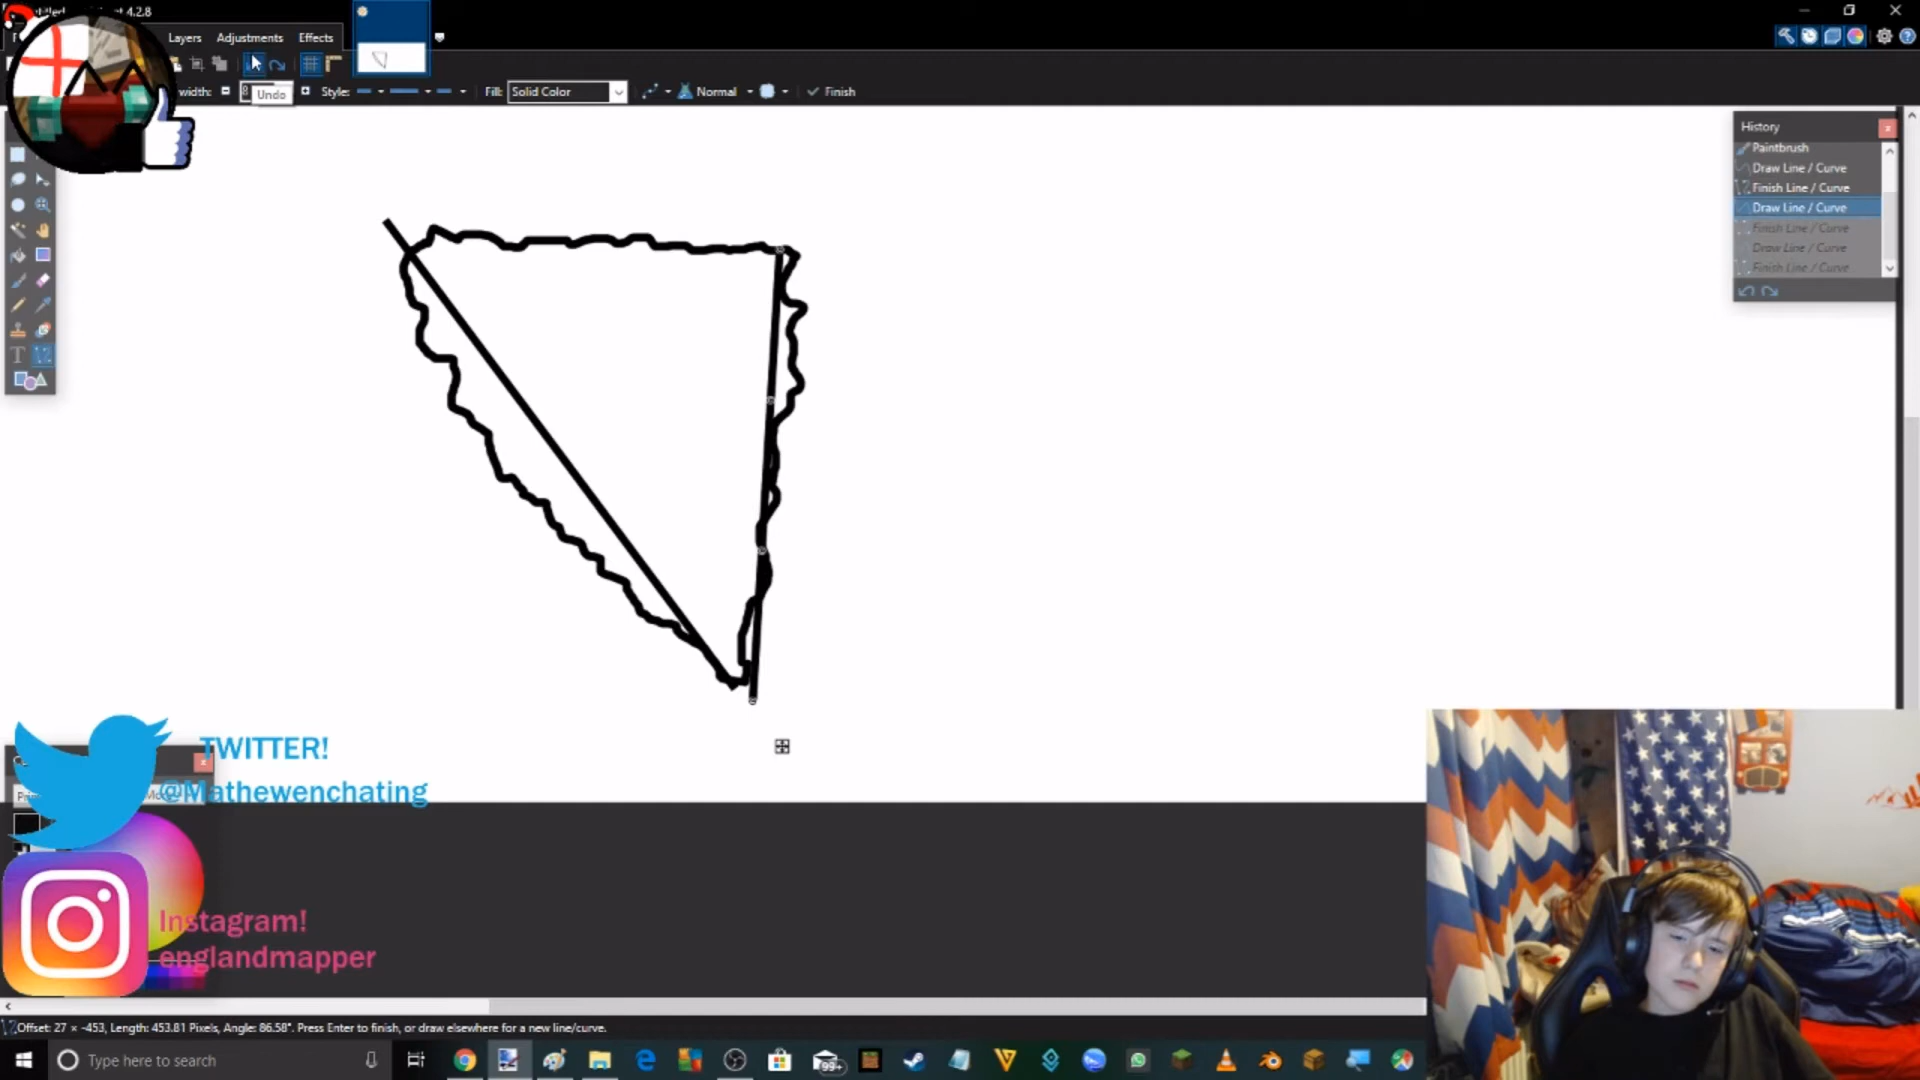 4.2.8
Layers Adjustments Effects
width: Undo Style: Fill: Solid Color Normal Finish
History
Paintbrush
Draw Line / Curve
Finish Line / Curve
Draw Line / Curve
Finish Line / Curve
Draw Line / Curve
Finish Line / Curve
TWITTER!
@Mathewenchating
Instagram!
englandmapper
Offset: 27 × -453, Length: 453.81 Pixels, Angle: 86.58°. Press Enter to finish, or draw elsewhere for a new line/curve.
Type here to search
99+